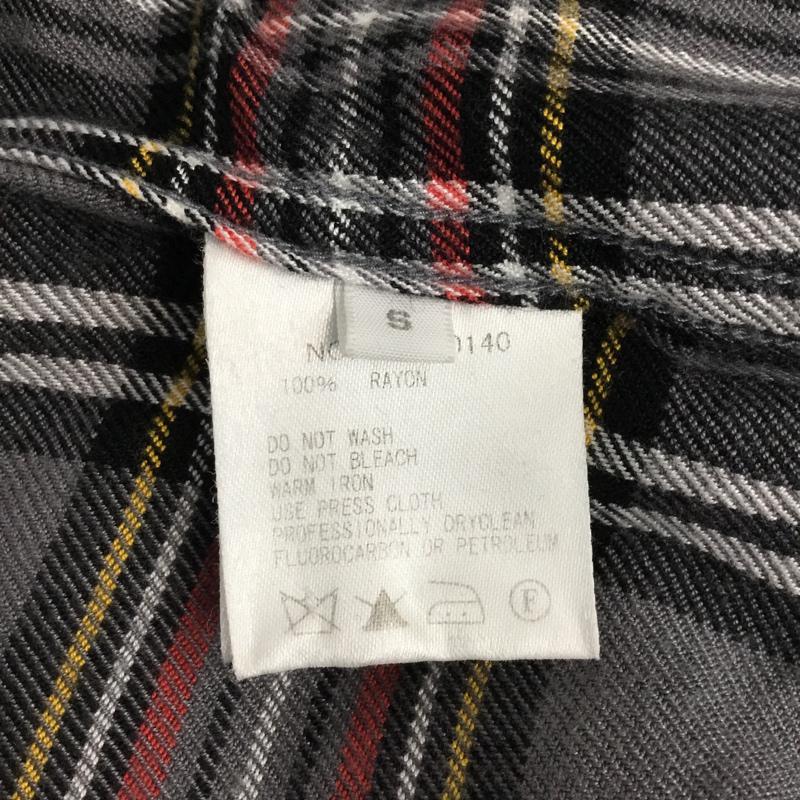 S
0140
100% RAYON
DO NOT WASH
DO NOT BLEACH
WARM IRON
USE PRESS CLOTH
PROFESSIONALLY DRYCLEAN
FLUOROCARBON OR PETROLEUM
F